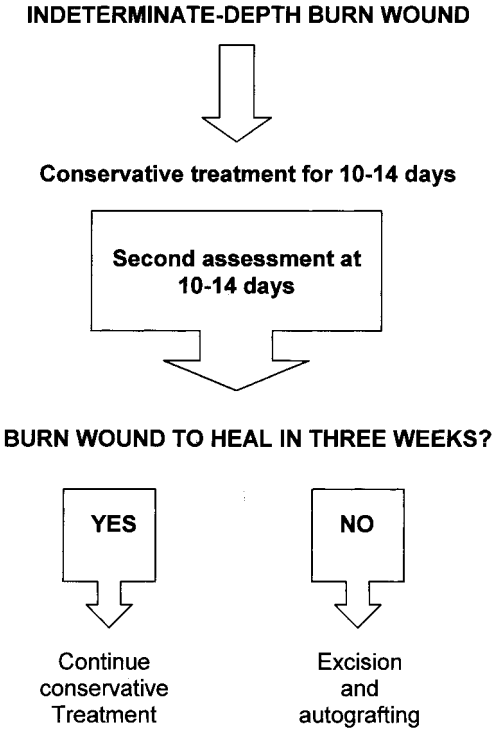 INDETERMINATE-DEPTH BURN WOUND
Conservative treatment for 10-14 days
Second assessment at
10-14 days
BURN WOUND TO HEAL IN THREE WEEKS?
YES
Continue
conservative
Treatment
NO
Excision
and
autografting